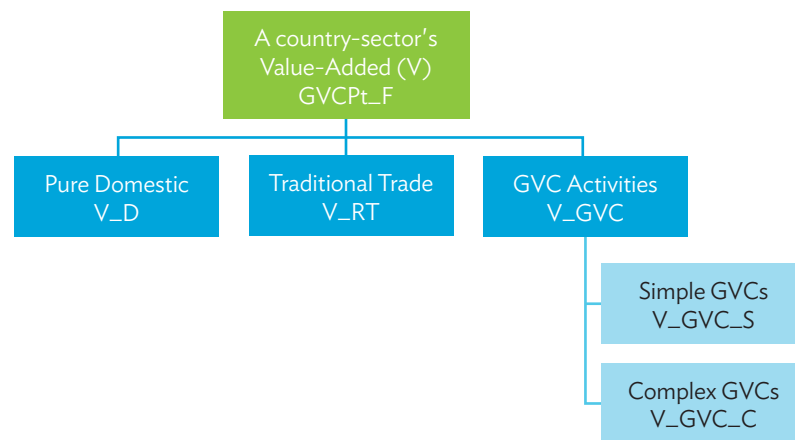 A country-sector's
Value-Added (V)
GVCPt_F
Pure Domestic
V_D
Traditional Trade
V_RT
GVC Activities
V_GVC
Simple GVCs
V_GVC_S
Complex GVCs
V_GVC_C